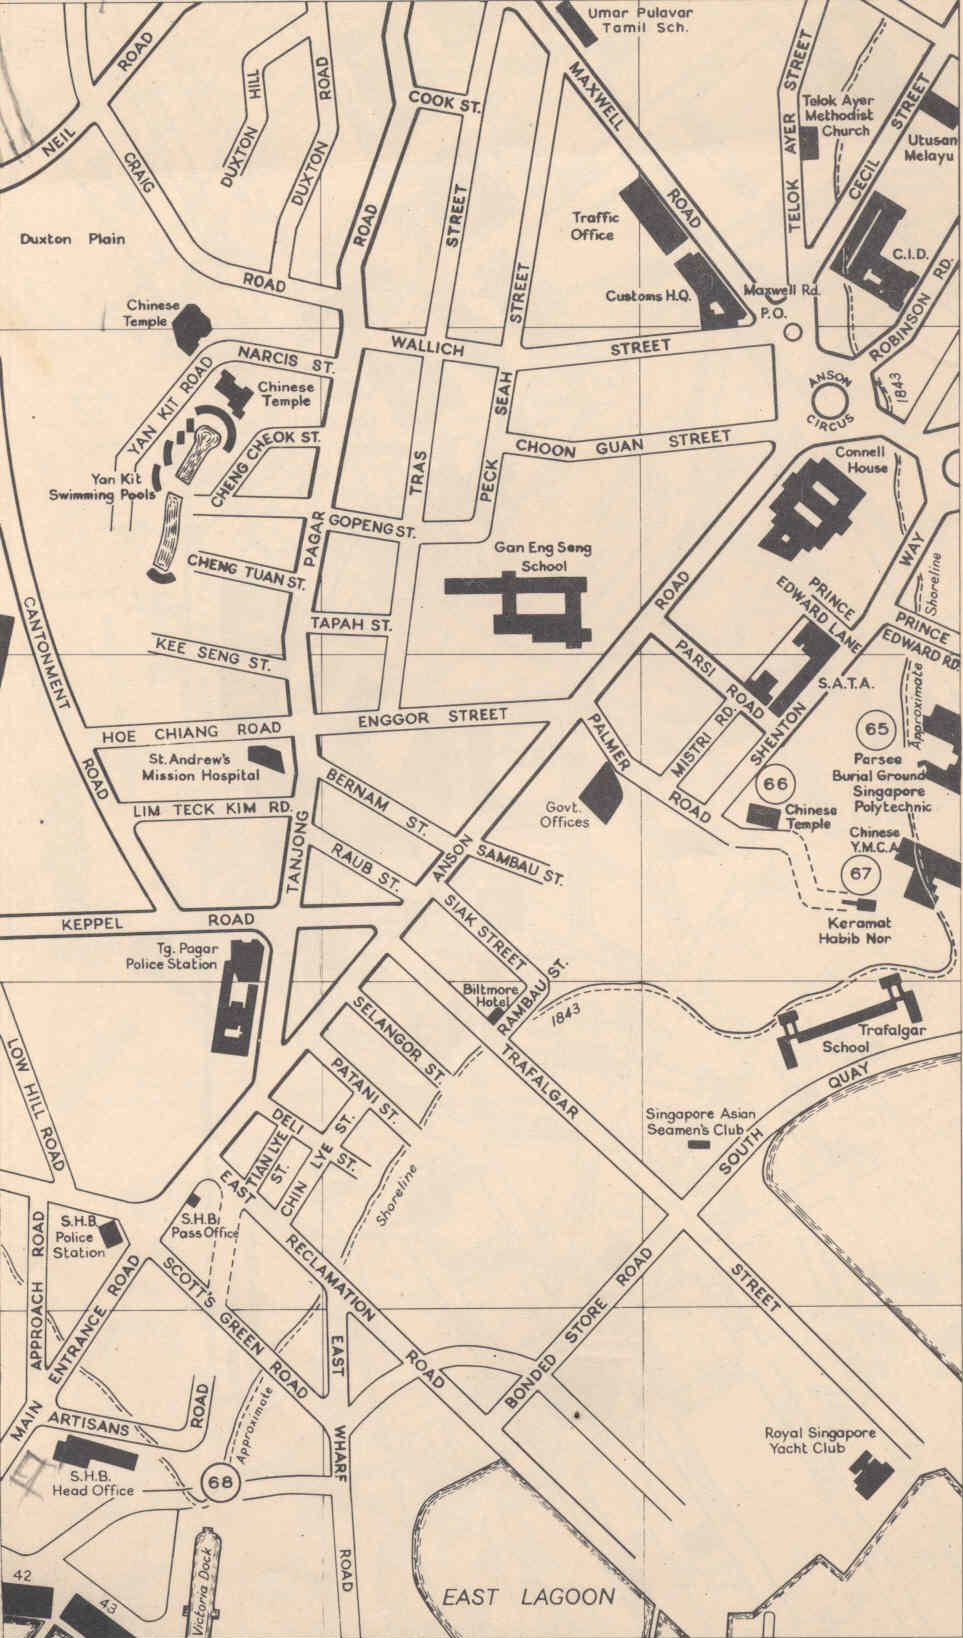 Umar Pulavar
Tamil Sch.
NEIL
ROAD
CRAIG
ROAD
DUXTON
HILL
DUXTON
ROAD
COOK ST.
ROAD
STREET
STREET
MAXWELL
ROAD
TELOK AYER STREET
Telok Ayer
Methodist
Church
CECIL
STREET
Utusan
Melayu
Duxton Plain
Traffic
Office
C.I.D.
Customs H.Q.
Maxwell Rd.
P.O.
ROBINSON RD.
Chinese
Temple
NARCIS ST.
WALLICH
STREET
ANSON
CIRCUS
1843
YAN KIT ROAD
Chinese
Temple
SEAH
CHENG CHEOK ST.
CHOON GUAN STREET
Connell
House
Yan Kit
Swimming Pools
TRAS
PECK
PAGAR
GOPENG ST.
Gan Eng Seng
School
WAY
CHENG TUAN ST.
ROAD
PRINCE
EDWARD LANE
Shoreline
CANTONMENT
TAPAH ST.
PRINCE
EDWARD RD.
KEE SENG ST.
PARSI
ROAD
S.A.T.A.
Approximate
HOE CHIANG ROAD
ENGGOR STREET
PALMER
MISTRI RD.
SHENTON
65
Parsee
Burial Ground
Singapore
Polytechnic
St. Andrew's
Mission Hospital
ROAD
BERNAM ST.
Govt.
Offices
ROAD
66
Chinese
Temple
LIM TECK KIM RD.
Chinese
Y.M.C.A.
TANJONG
RAUB ST.
ANSON
SAMBAU ST.
67
KEPPEL ROAD
SIAK STREET
Keramat
Habib Nor
Tg. Pagar
Police Station
Biltmore
Hotel
RAMBAU ST.
1843
SELANGOR ST.
Trafalgar
School
LOW HILL ROAD
TRAFALGAR
PATANI ST.
QUAY
DELI
Singapore Asian
Seamen's Club
TIAN LYE
ST.
CHIN
LYE
ST.
ST.
SOUTH
EAST
Shoreline
S.H.B.
Police
Station
S.H.B.
Pass Office
APPROACH ROAD
MAIN ENTRANCE ROAD
RECLAMATION
ROAD
SCOTT'S GREEN ROAD
STREET
BONDED STORE ROAD
EAST
WHARF
ROAD
ARTISANS
ROAD
Approximate
Royal Singapore
Yacht Club
S.H.B.
Head Office
68
Victoria Dock
42
43
EAST LAGOON